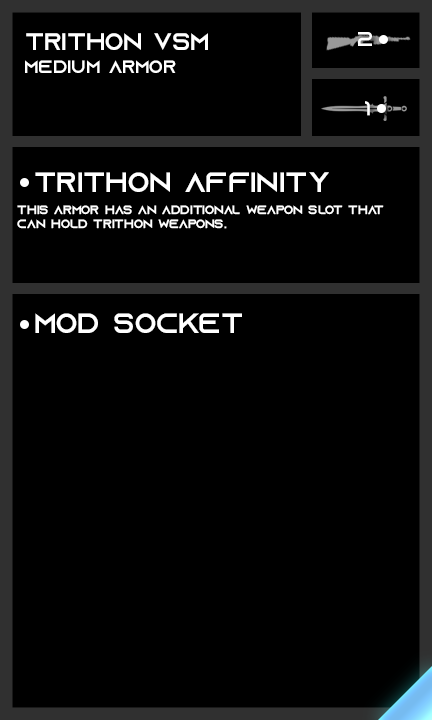 TRITHON VSM
MEDIUM ARMOR
2•
1•
•TRITHON AFFINITY
THIS ARMOR HAS AN ADDITIONAL WEAPON SLOT THAT
CAN HOLD TRITHON WEAPONS.
•MOD SOCKET